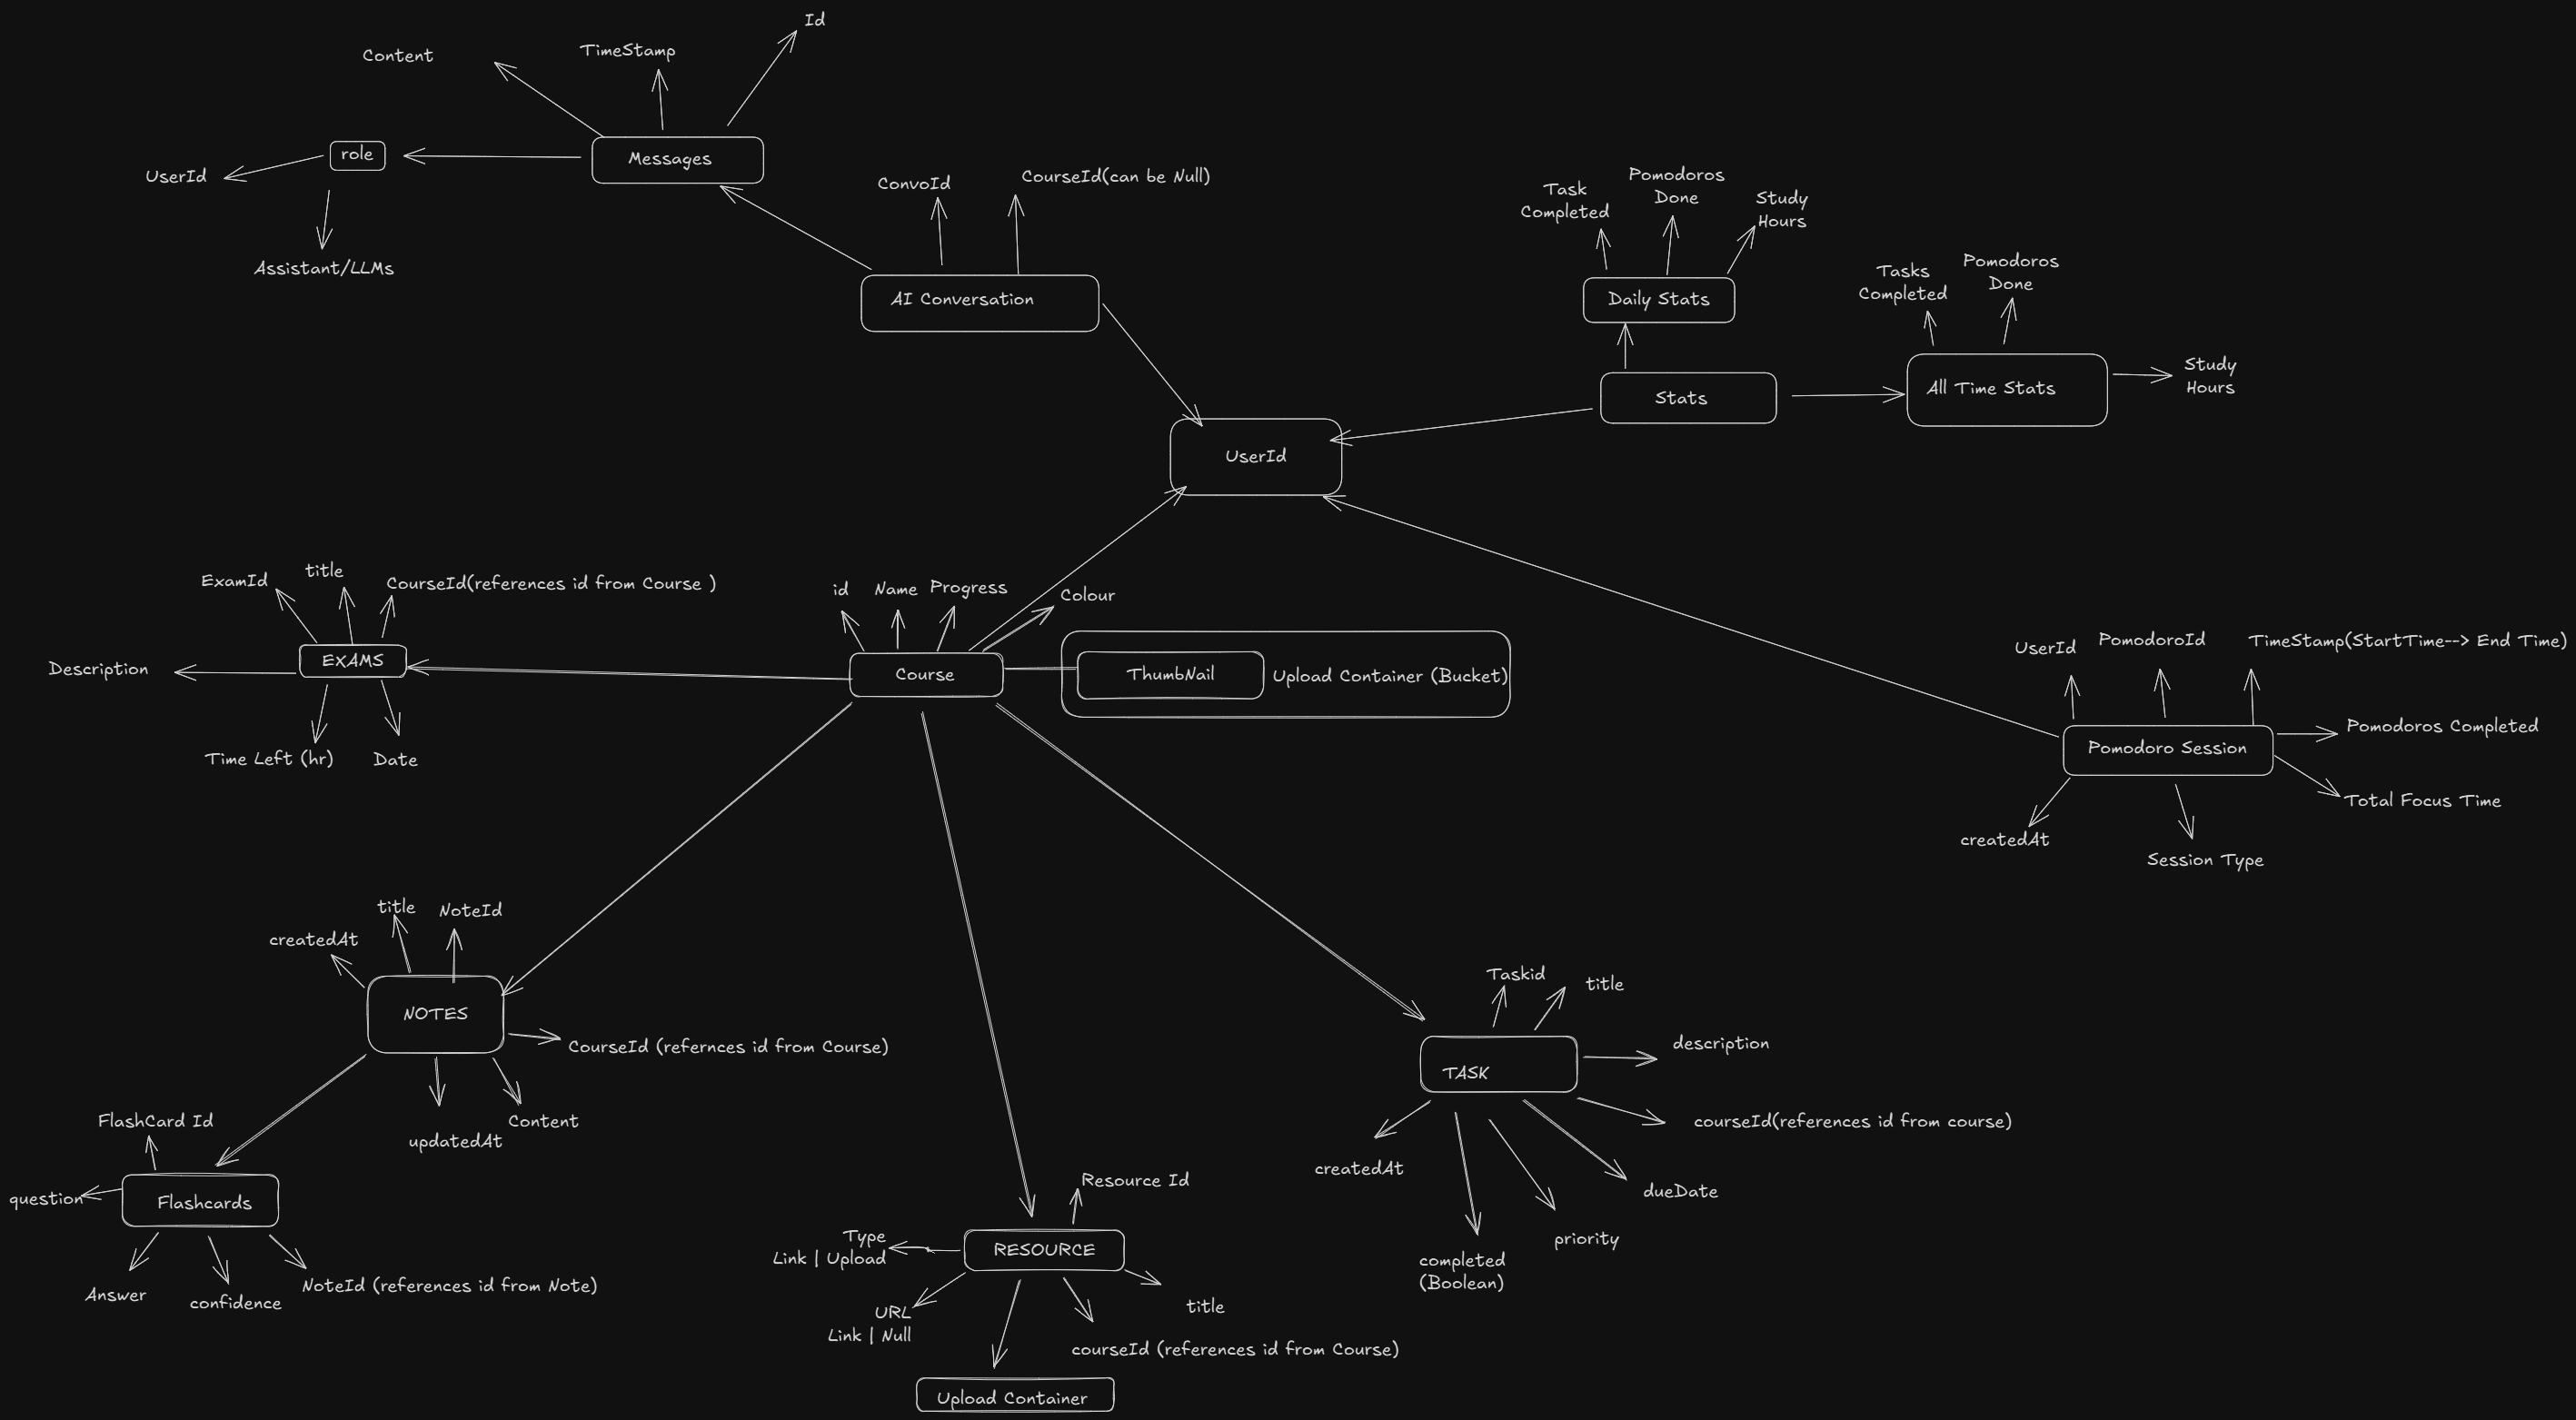 Id
TimeStamp
Content
role
Messages
UserId
Assistant/LLMs
ConvoId
CourseId(can be Null)
AI Conversation
Task
Completed
Pomodoros
Done
Study
Hours
Daily Stats
Tasks
Completed
Pomodoros
Done
Stats
All Time Stats
Study
Hours
UserId
ExamId
title
CourseId(references id from Course )
EXAMS
Description
Time Left (hr)
Date
id
Name
Progress
Colour
Course
ThumbNail
Upload Container (Bucket)
UserId
PomodoroId
TimeStamp(StartTime--> End Time)
Pomodoro Session
Pomodoros Completed
Total Focus Time
createdAt
Session Type
createdAt
title
NoteId
NOTES
CourseId (refernces id from Course)
updatedAt
Content
FlashCard Id
question
Flashcards
Answer
confidence
NoteId (references id from Note)
Resource Id
Type
Link | Upload
RESOURCE
URL
Link | Null
title
courseId (references id from Course)
Upload Container
Taskid
title
TASK
description
courseId(references id from course)
createdAt
dueDate
priority
completed
(Boolean)